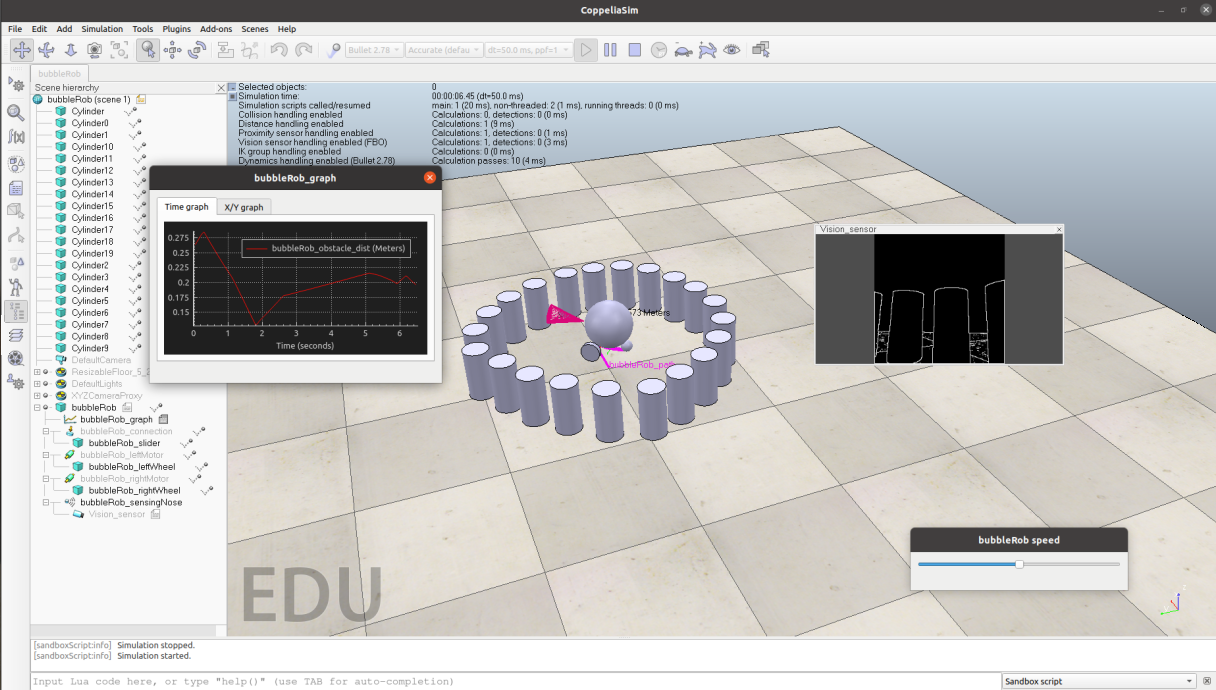 CoppeliaSim
File Edit Add Simulation Tools Plugins Add-ons Scenes Help
Bullet 2.78 Accurate (defau dt=50.0 ms, ppf=1
bubbleRob
Scene hierarchy
bubbleRob (scene 1)
Cylinder
Cylinder0
Cylinder1
Cylinder10
Cylinder11
Cylinder12
Cylinder13
Cylinder14
Cylinder15
Cylinder16
Cylinder17
Cylinder18
Cylinder19
Cylinder2
Cylinder3
Cylinder4
Cylinder5
Cylinder6
Cylinder7
Cylinder8
Cylinder9
DefaultCamera
ResizableFloor_5_2
DefaultLights
XYZCameraProxy
bubbleRob
bubbleRob_graph
bubbleRob_connection
bubbleRob_slider
bubbleRob_leftMotor
bubbleRob_leftWheel
bubbleRob_rightMotor
bubbleRob_rightWheel
bubbleRob_sensingNose
Vision_sensor
Selected objects: 0
Simulation time: 00:00:06.45 (dt=50.0 ms)
Simulation scripts called/resumed main: 1 (20 ms), non-threaded: 2 (1 ms), running threads: 0 (0 ms)
Collision handling enabled Calculations: 0, detections: 0 (0 ms)
Distance handling enabled Calculations: 1 (9 ms)
Proximity sensor handling enabled Calculations: 1, detections: 0 (1 ms)
Vision sensor handling enabled (FBO) Calculations: 1, detections: 0 (3 ms)
IK group handling enabled Calculations: 0 (0 ms)
Dynamics handling enabled (Bullet 2.78) Calculation passes: 10 (4 ms)
bubbleRob_graph
Time graph X/Y graph
bubbleRob_obstacle_dist (Meters)
0.275
0.25
0.225
0.2
0.175
0.15
0 1 2 3 4 5 6
Time (seconds)
Vision_sensor
73 Meters
bubbleRob_path
bubbleRob speed
EDU
[sandboxScript:info] Simulation stopped.
[sandboxScript:info] Simulation started.
Input Lua code here, or type "help()" (use TAB for auto-completion)
Sandbox script